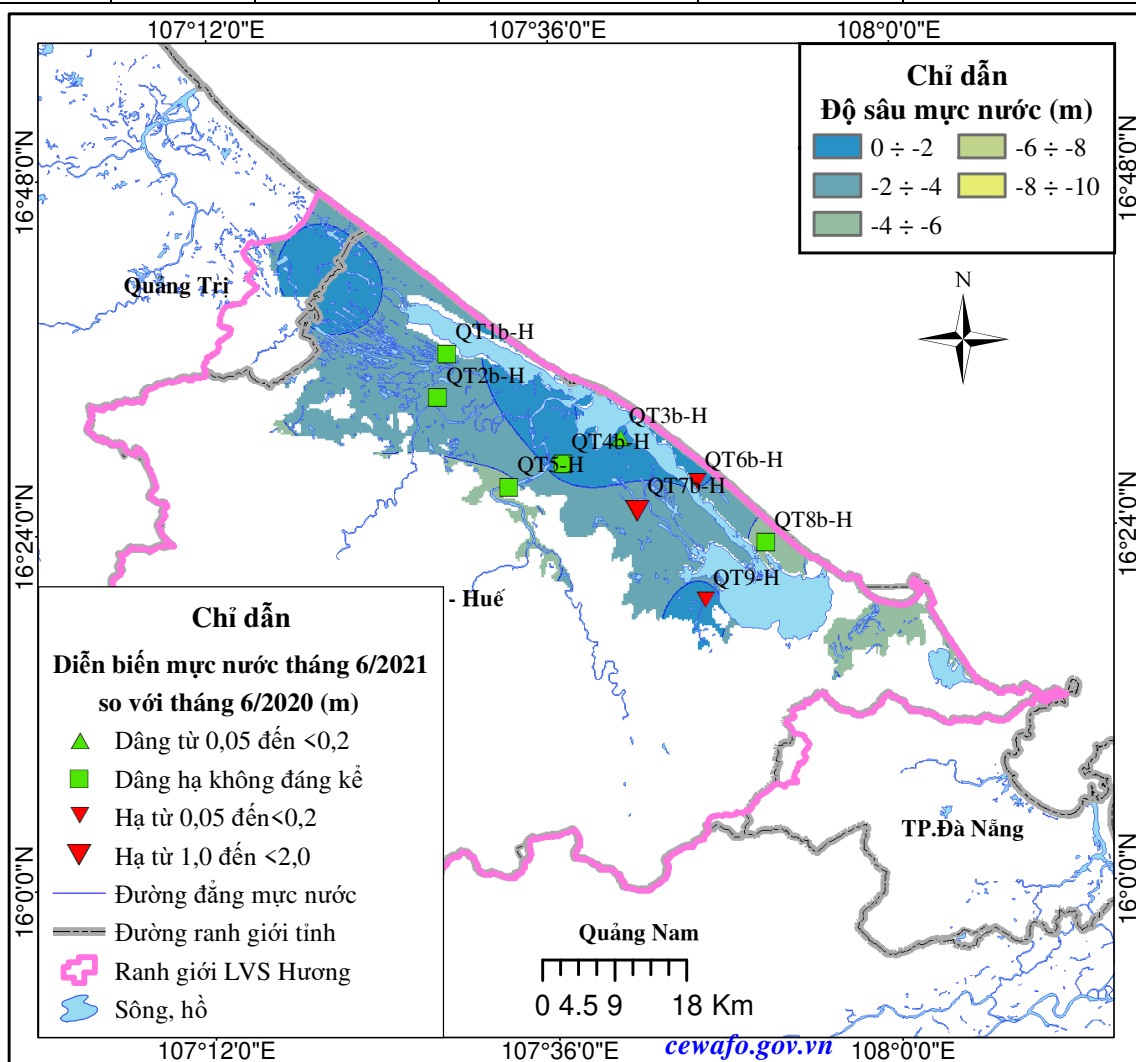 107°12'0"E
107°36'0"E
108°0'0"E
16°48'0"N
16°48'0"N
Chỉ dẫn
Độ sâu mực nước (m)
0 ÷ -2
-6 ÷ -8
-2 ÷ -4
-8 ÷ -10
-4 ÷ -6
N
Quảng Trị
QT1b-H
QT2b-H
QT3b-H
QT4b-H
QT5-H
QT6b-H
QT7b-H
QT8b-H
QT9-H
16°24'0"N
16°24'0"N
- Huế
Chỉ dẫn
Diễn biến mực nước tháng 6/2021
so với tháng 6/2020 (m)
Dâng từ 0,05 đến <0,2
Dâng hạ không đáng kể
Hạ từ 0,05 đến<0,2
Hạ từ 1,0 đến <2,0
Đường đẳng mực nước
Đường ranh giới tỉnh
Ranh giới LVS Hương
Sông, hồ
TP.Đà Nẵng
16°0'0"N
16°0'0"N
Quảng Nam
0 4.5 9 18 Km
cewafo.gov.vn
107°12'0"E
107°36'0"E
108°0'0"E